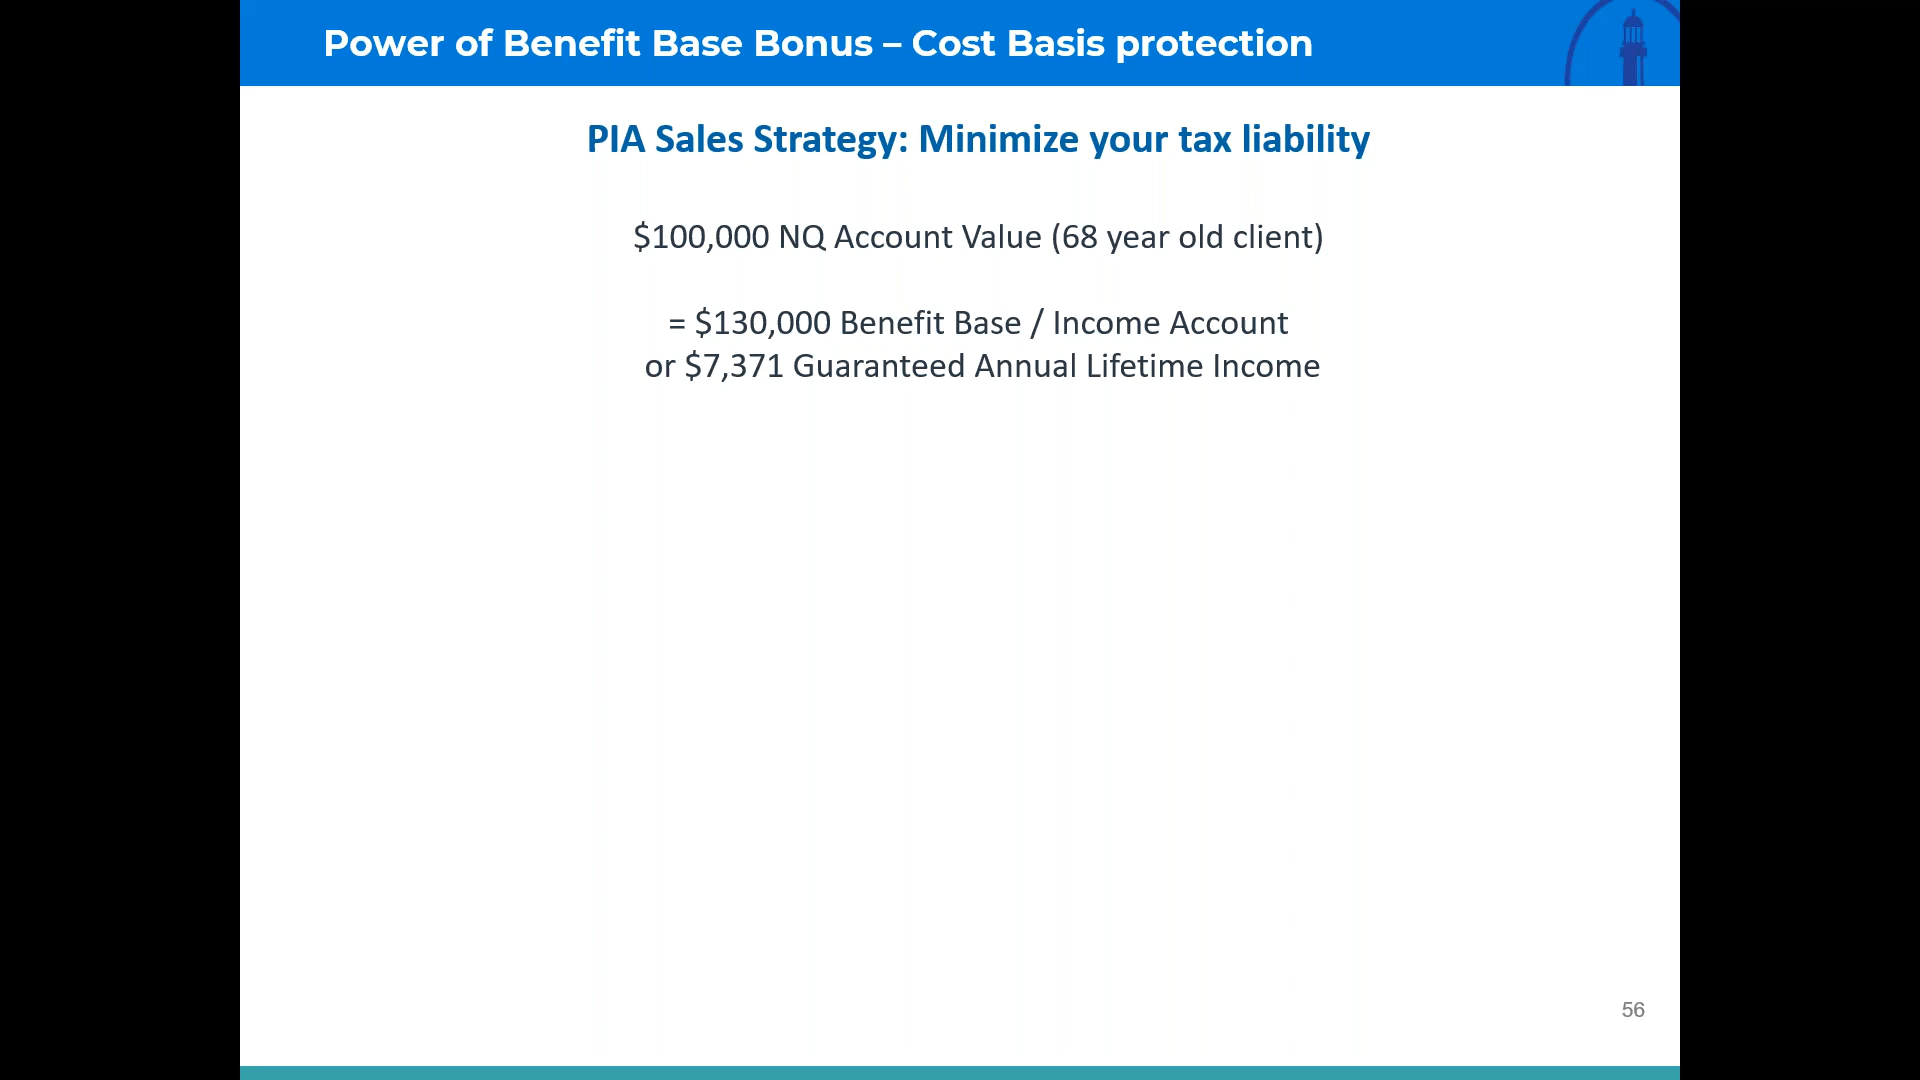 Power of Benefit Base Bonus – Cost Basis protection
PIA Sales Strategy: Minimize your tax liability
$100,000 NQ Account Value (68 year old client)
= $130,000 Benefit Base / Income Account
or $7,371 Guaranteed Annual Lifetime Income
56